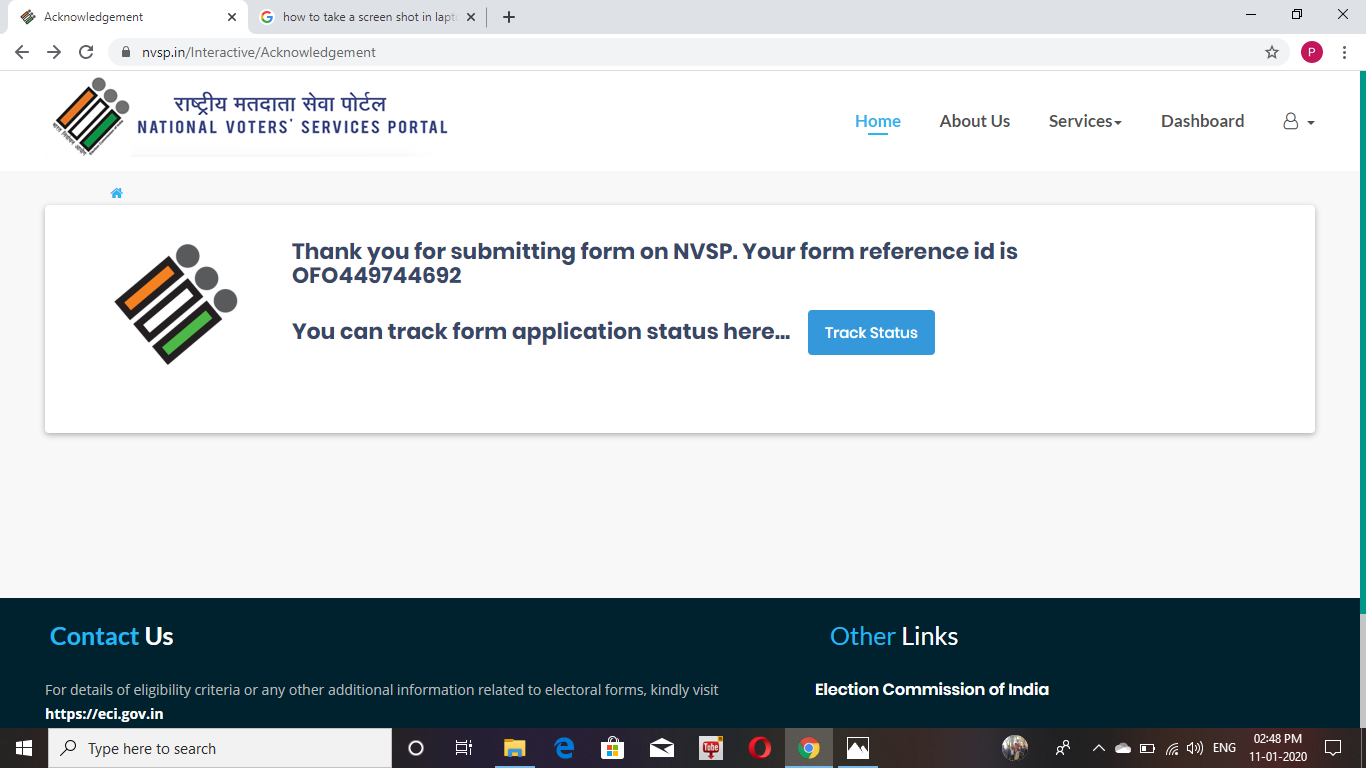 Acknowledgement
how to take a screen shot in lapt
nvsp.in/Interactive/Acknowledgement
P
राष्ट्रीय मतदाता सेवा पोर्टल
NATIONAL VOTERS' SERVICES PORTAL
Home About Us Services Dashboard
Thank you for submitting form on NVSP. Your form reference id is
OFO449744692
You can track form application status here... Track Status
Contact Us
Other Links
For details of eligibility criteria or any other additional information related to electoral forms, kindly visit
https://eci.gov.in
Election Commission of India
Type here to search
Tube
ENG
02:48 PM
11-01-2020